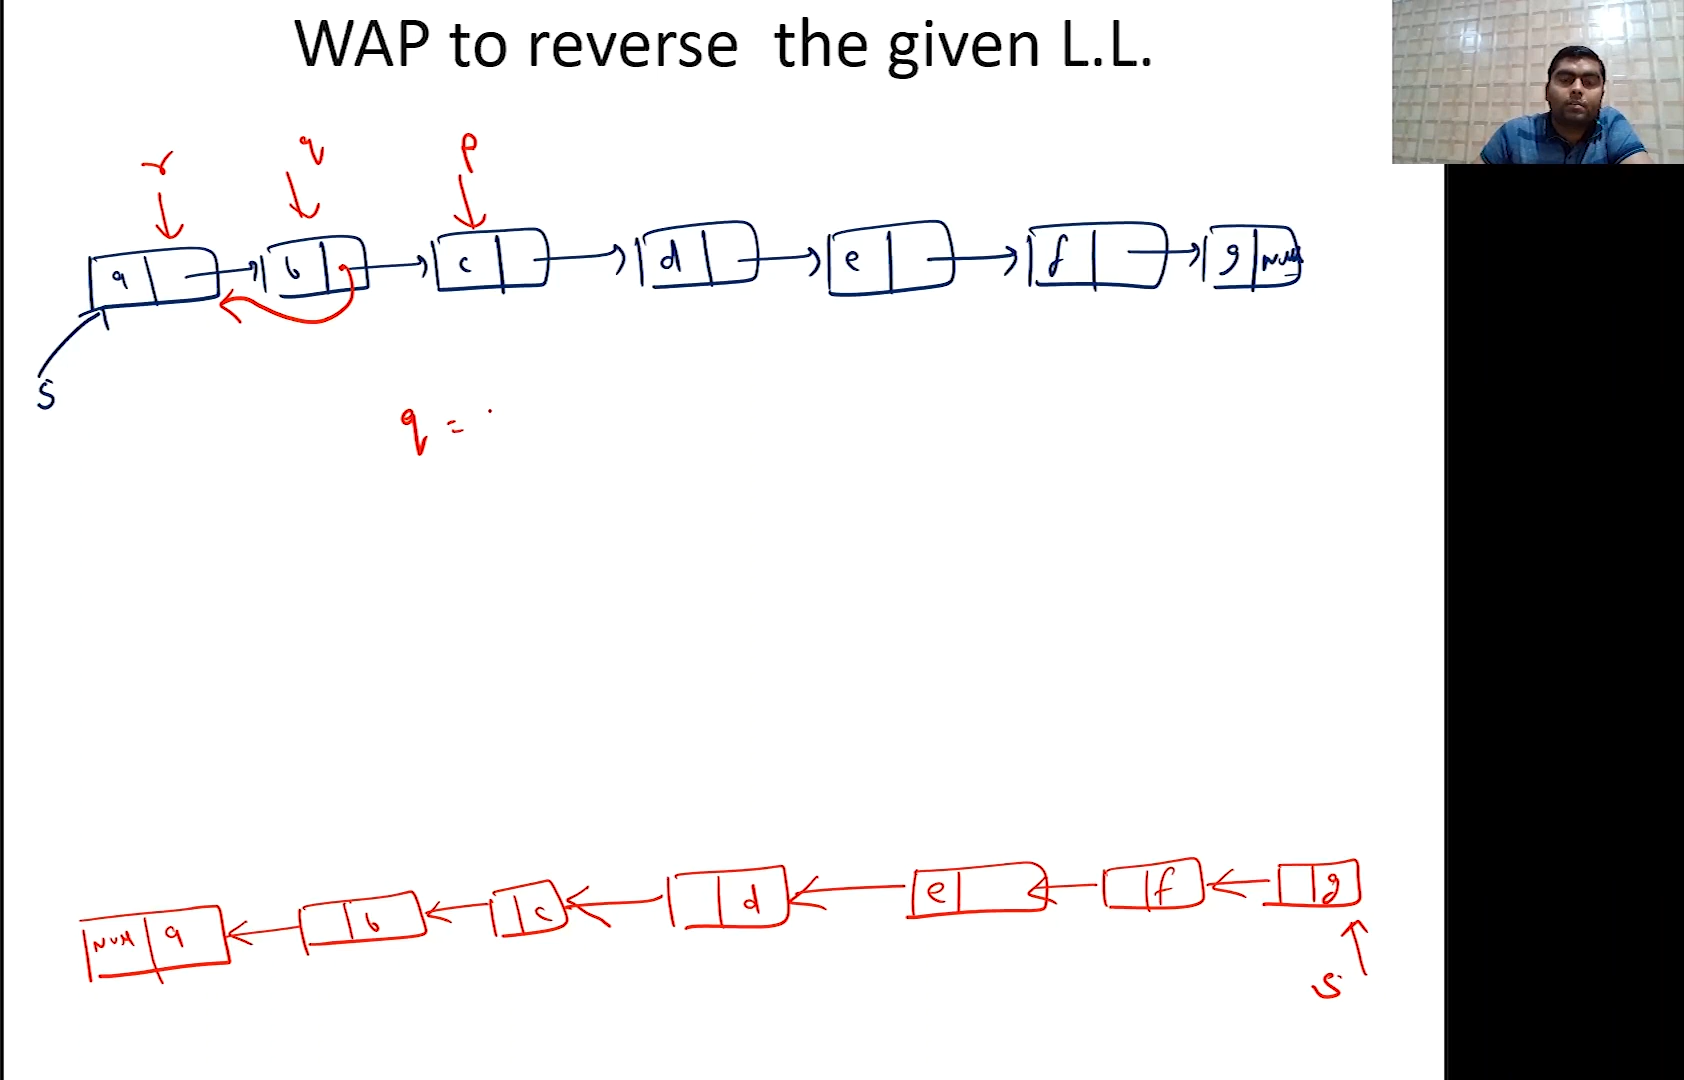 WAP to reverse the given L.L.
r q p
a b c d e f g NULL
S
q =
NULL a b c d e f g
S